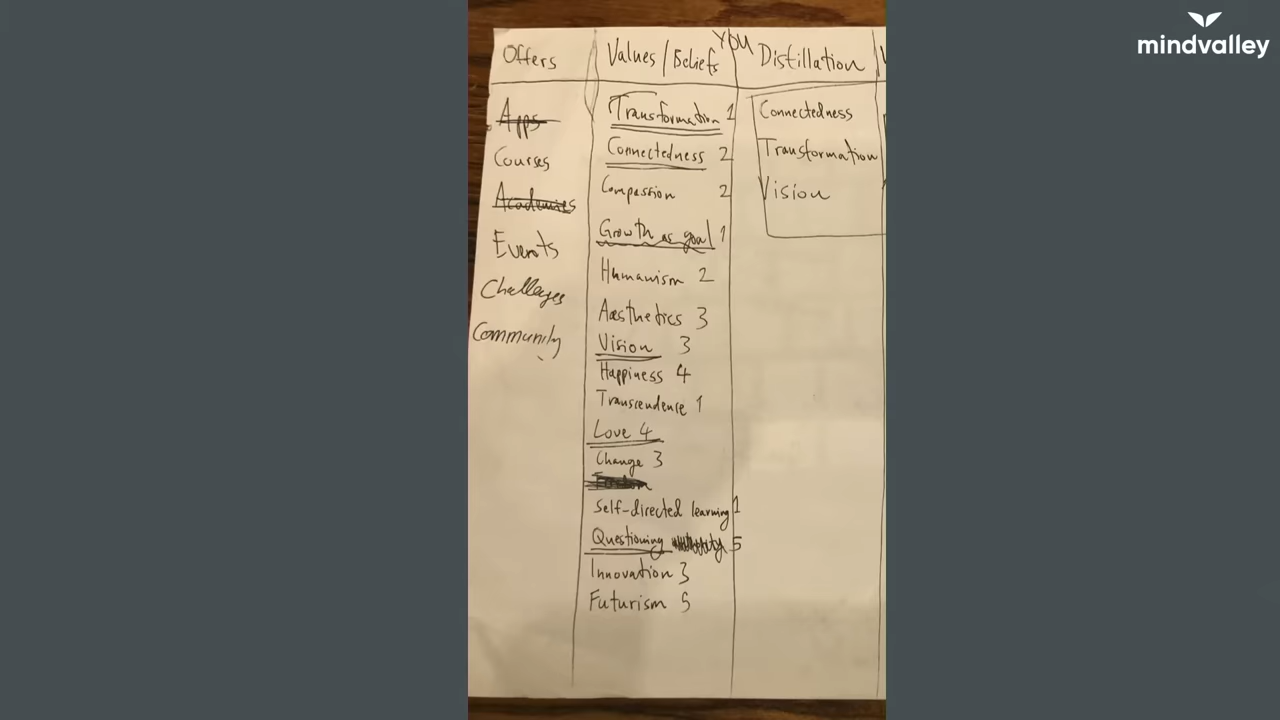 mindvalley
Offers
Apps
Courses
Academies
Events
Challenges
Community
Values/Beliefs
Transformation 1
Connectedness 2
Compassion 2
Growth as goal 1
Humanism 2
Aesthetics 3
Vision 3
Happiness 4
Transcendence 1
Love 4
Change 3
Self-directed learning 1
Questioning 5
Innovation 3
Futurism 5
YOU
Distillation
Connectedness
Transformation
Vision